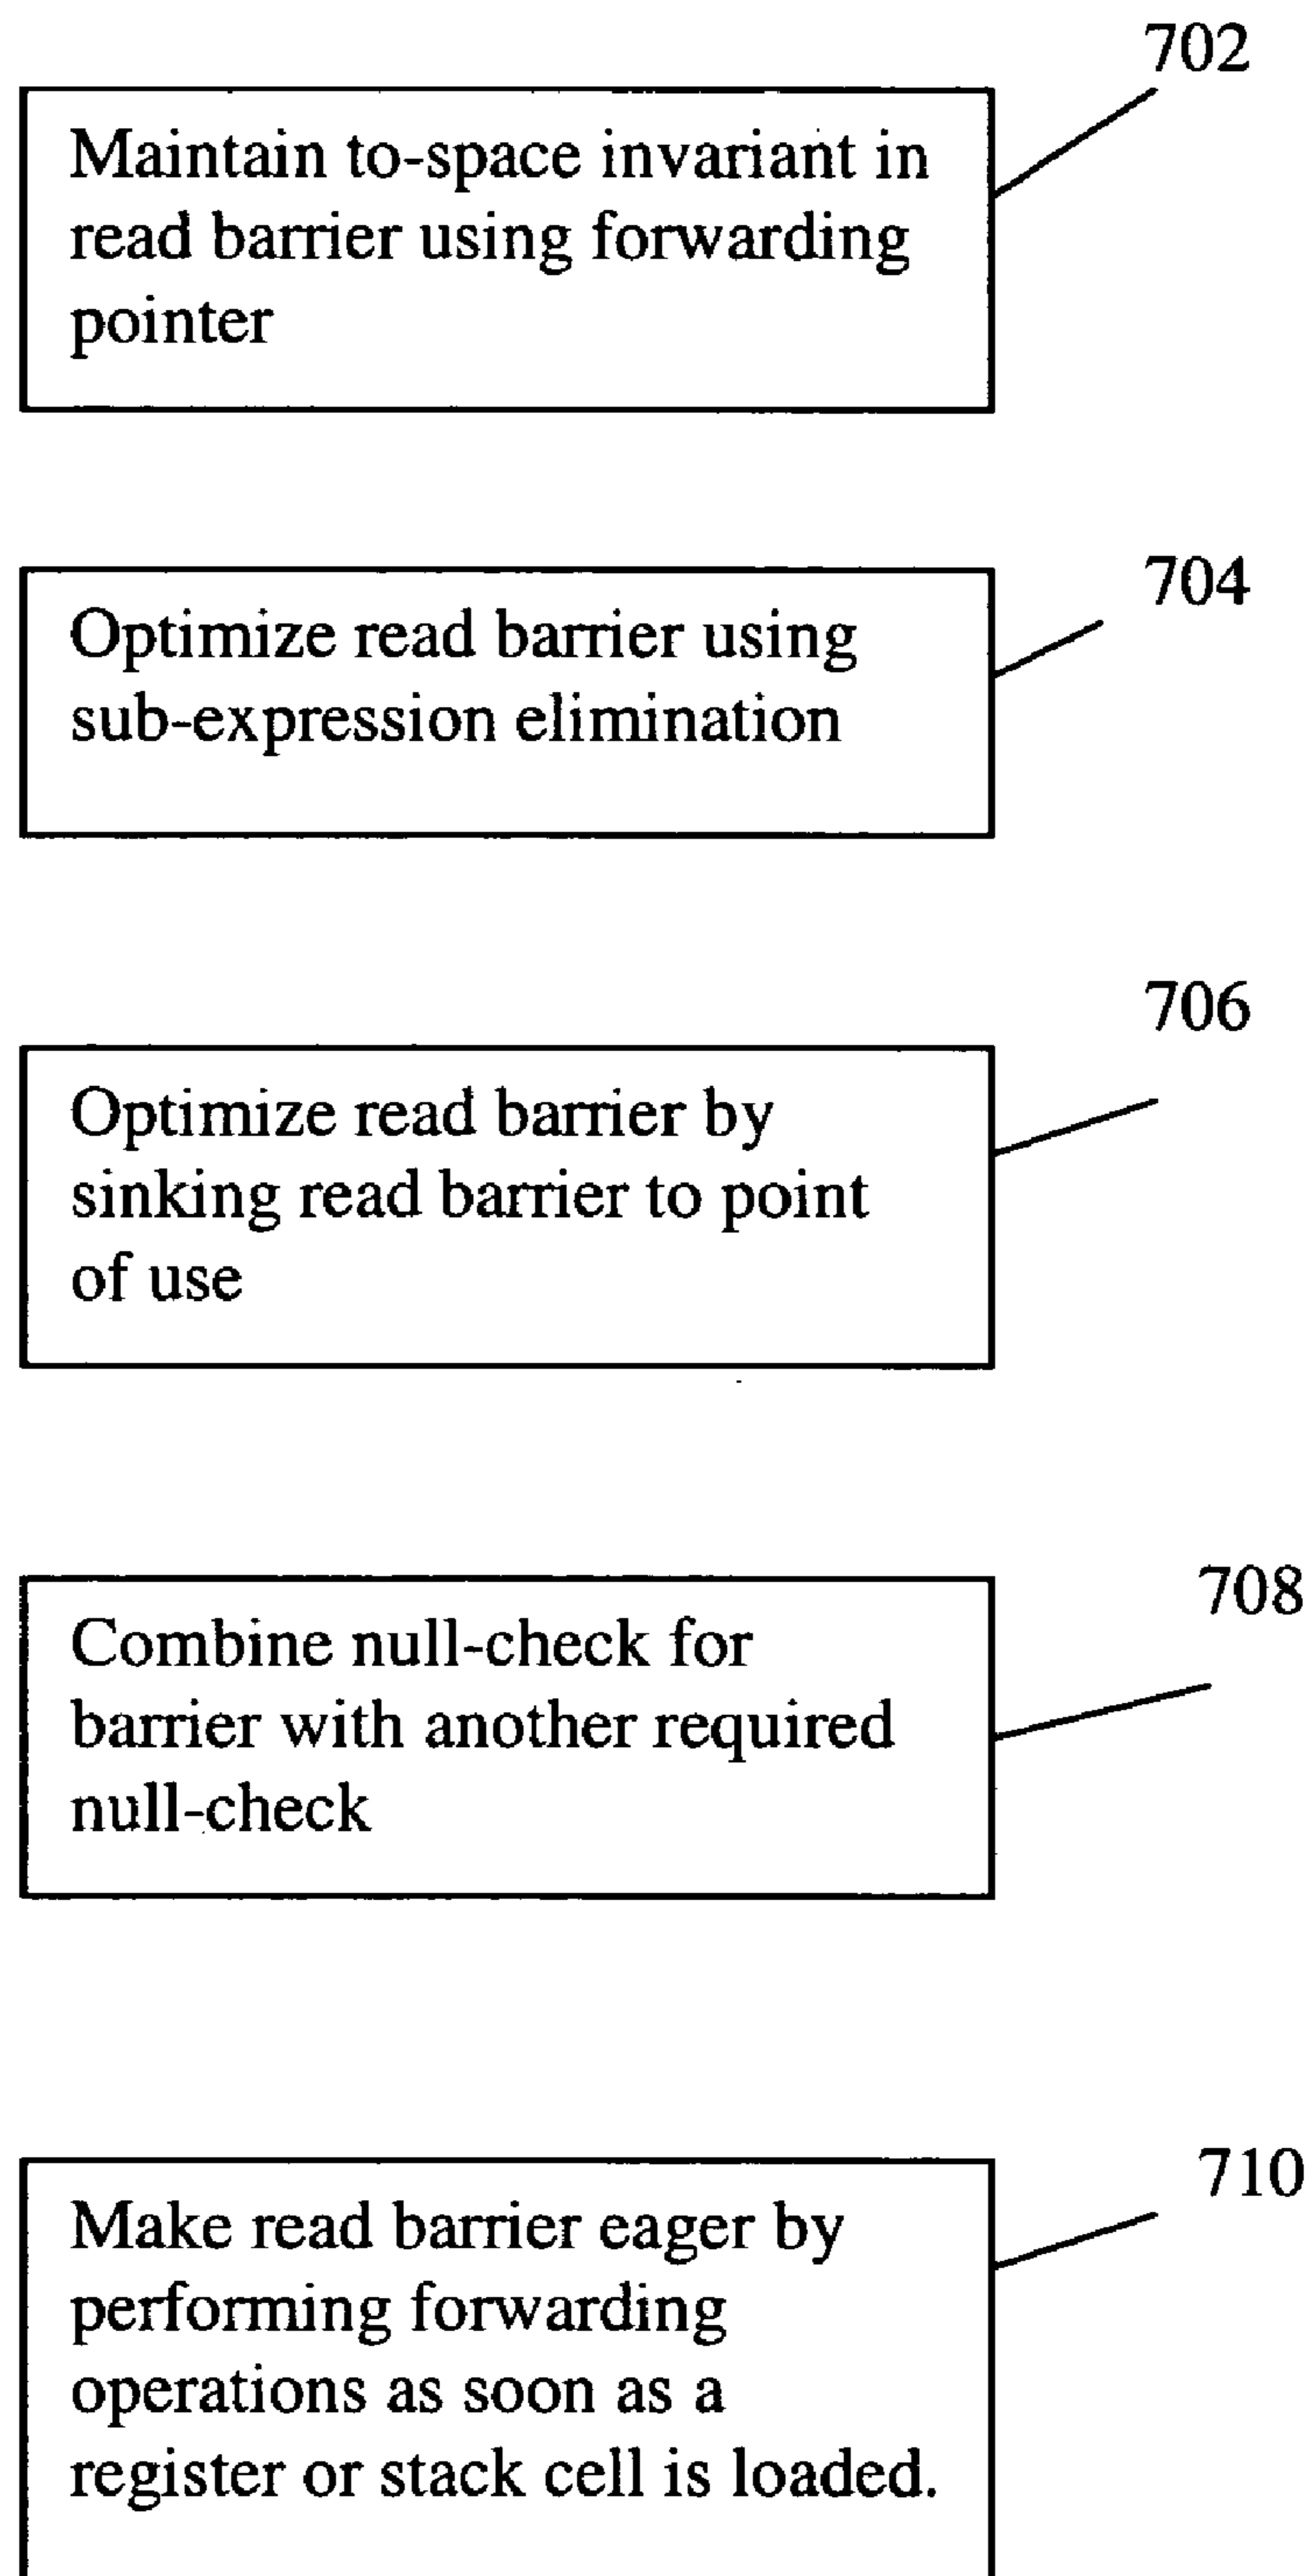 702
Maintain to-space invariant in
read barrier using forwarding
pointer
704
Optimize read barrier using
sub-expression elimination
706
Optimize read barrier by
sinking read barrier to point
of use
708
Combine null-check for
barrier with another required
null-check
710
Make read barrier eager by
performing forwarding
operations as soon as a
register or stack cell is loaded.